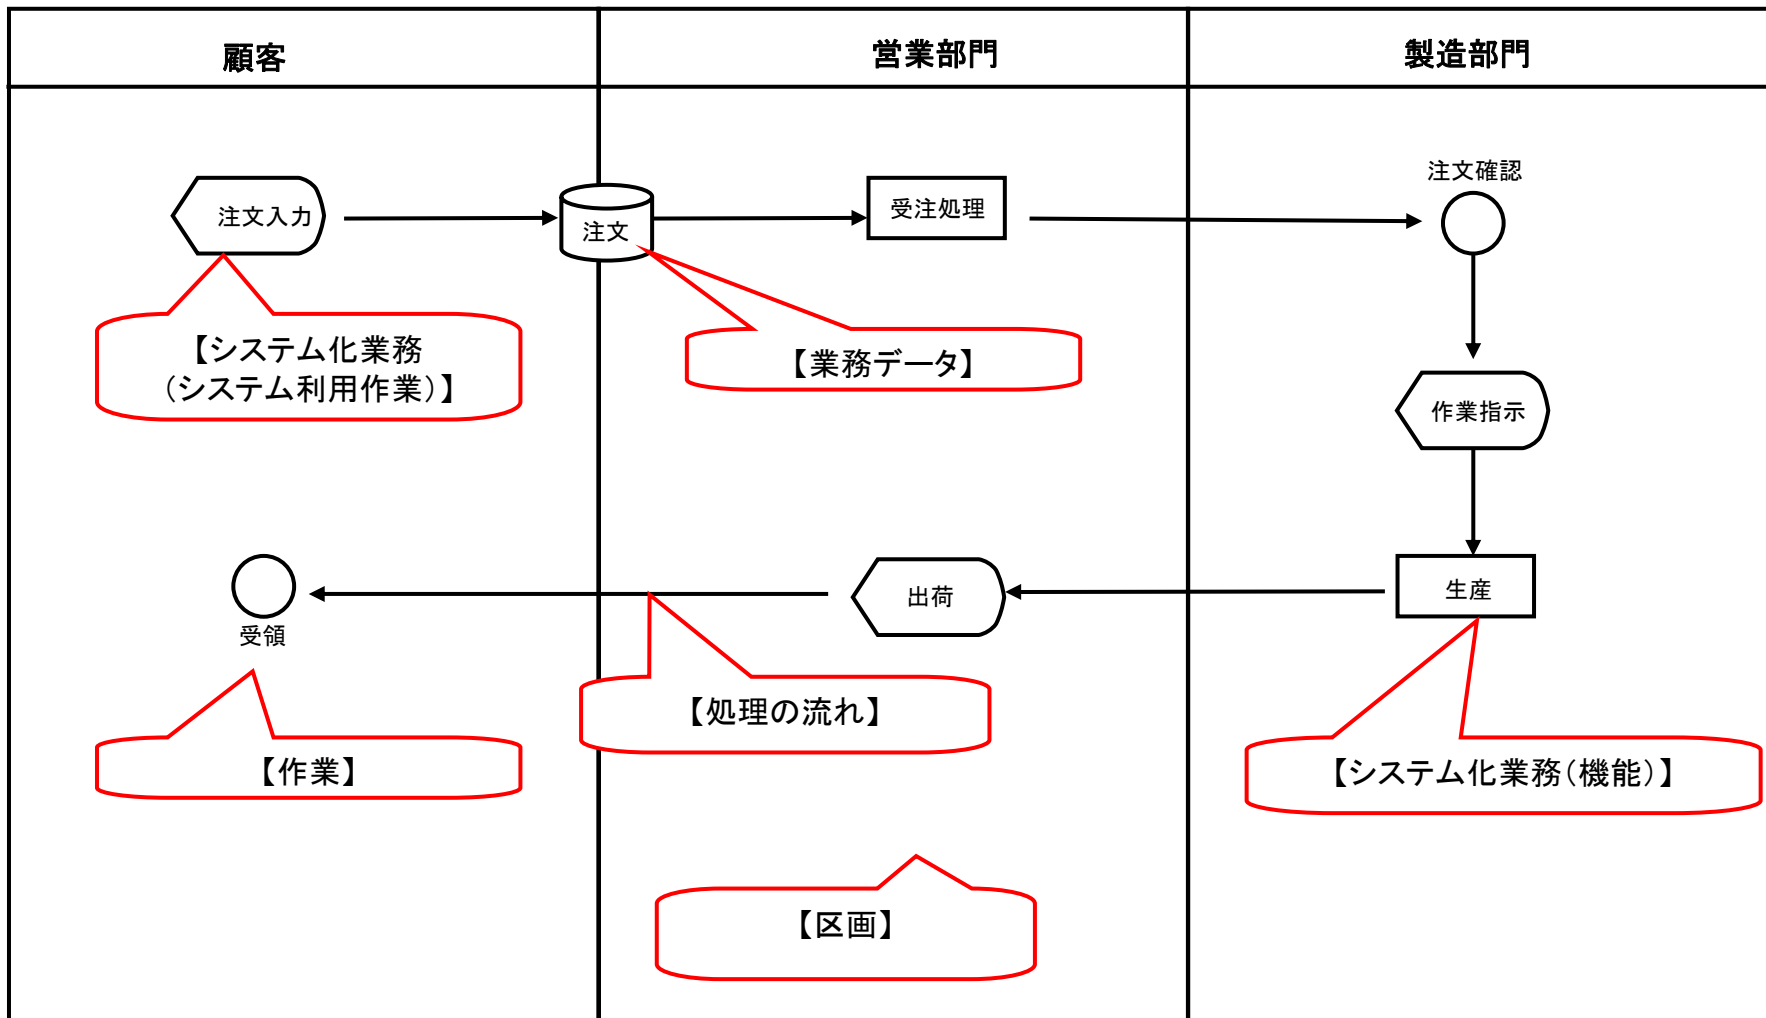 顧客
営業部門
製造部門
注文入力
注文
受注処理
注文確認
【システム化業務
（システム利用作業）】
【業務データ】
作業指示
受領
出荷
生産
【作業】
【処理の流れ】
【システム化業務（機能）】
【区画】